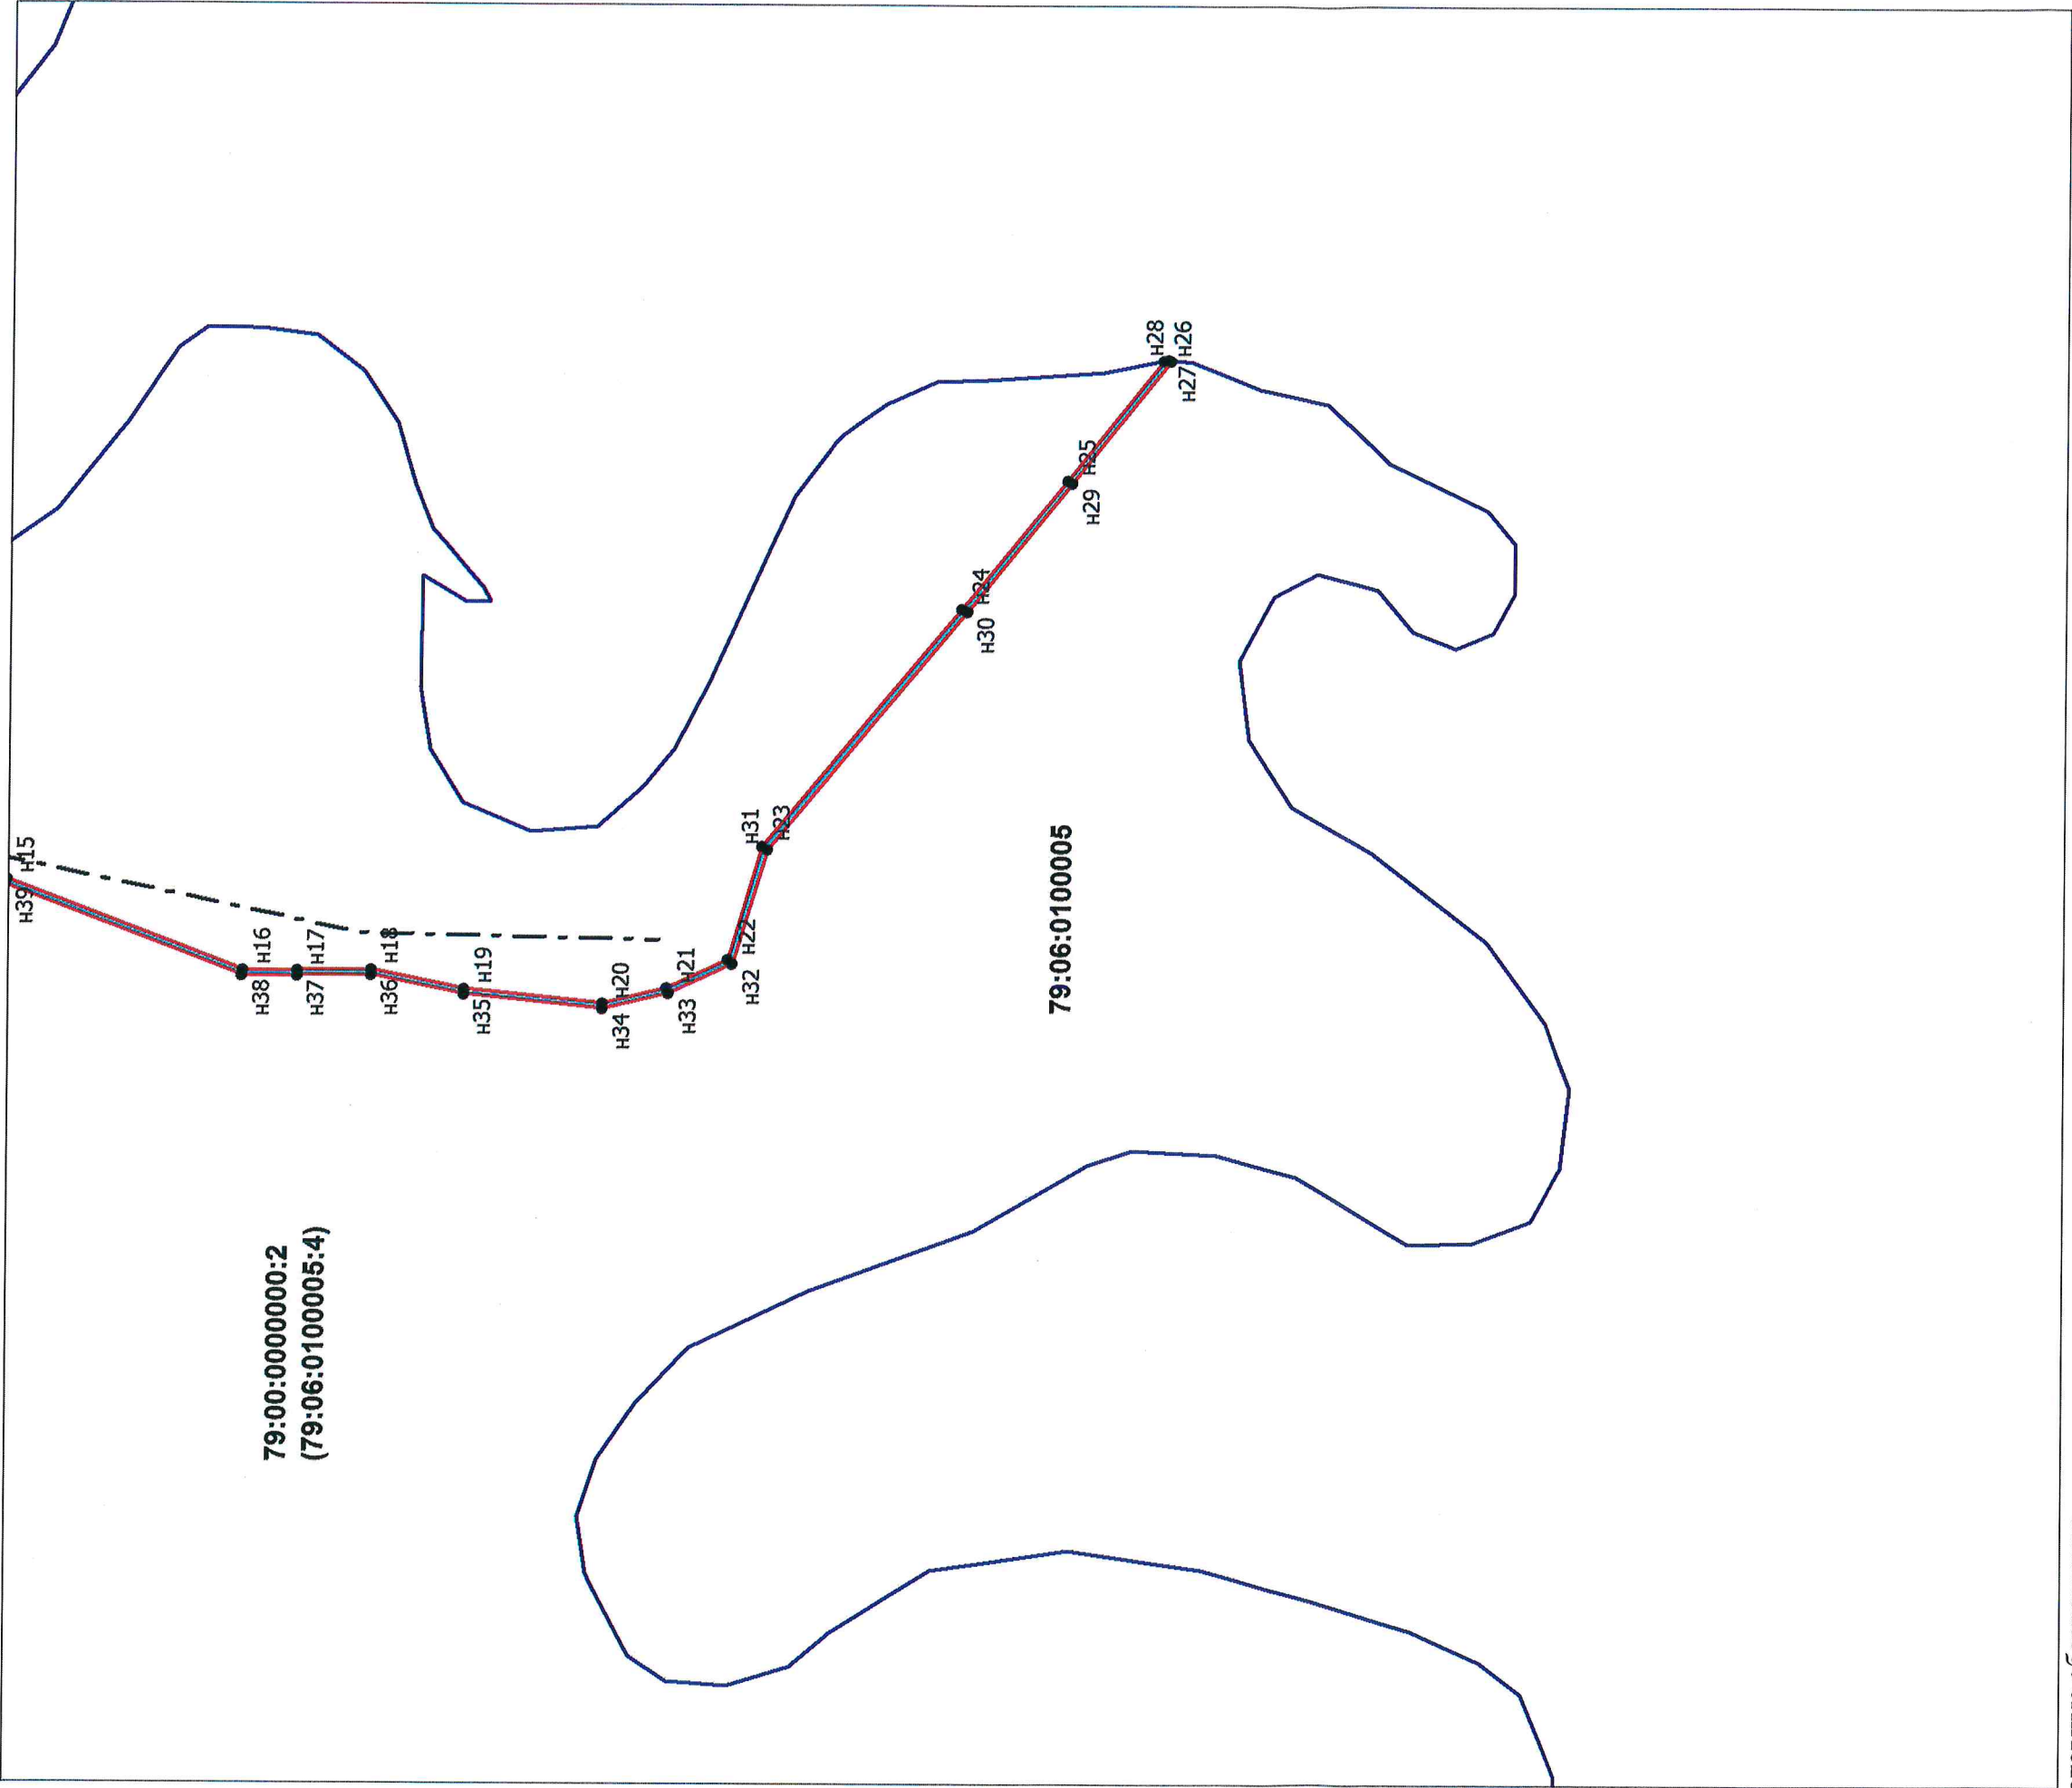 н28
н26
н27
н25
н29
н24
н30
н15
н39
н31
н23
н16
н17
н18
н19
н20
н21
н22
н38
н37
н36
н35
н34
н33
н32
79:06:0100005
79:00:0000000:2
(79:06:0100005:4)